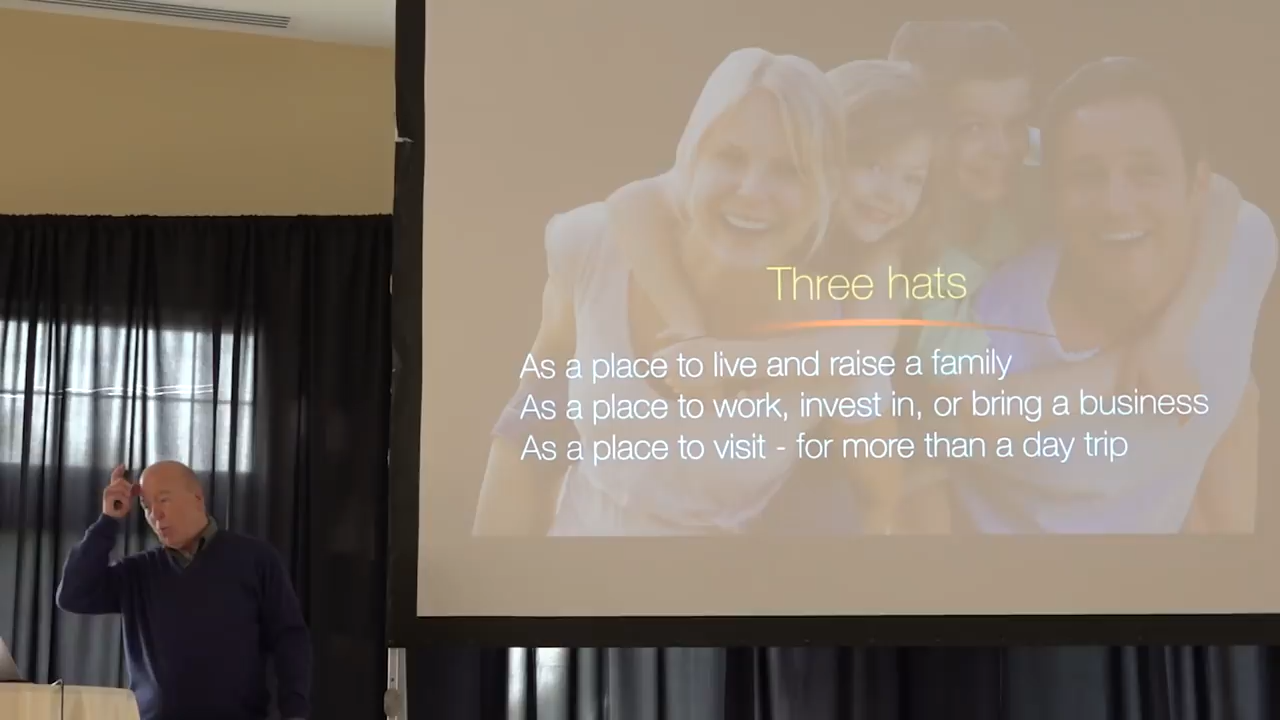 Three hats
As a place to live and raise a family
As a place to work, invest in, or bring a business
As a place to visit - for more than a day trip